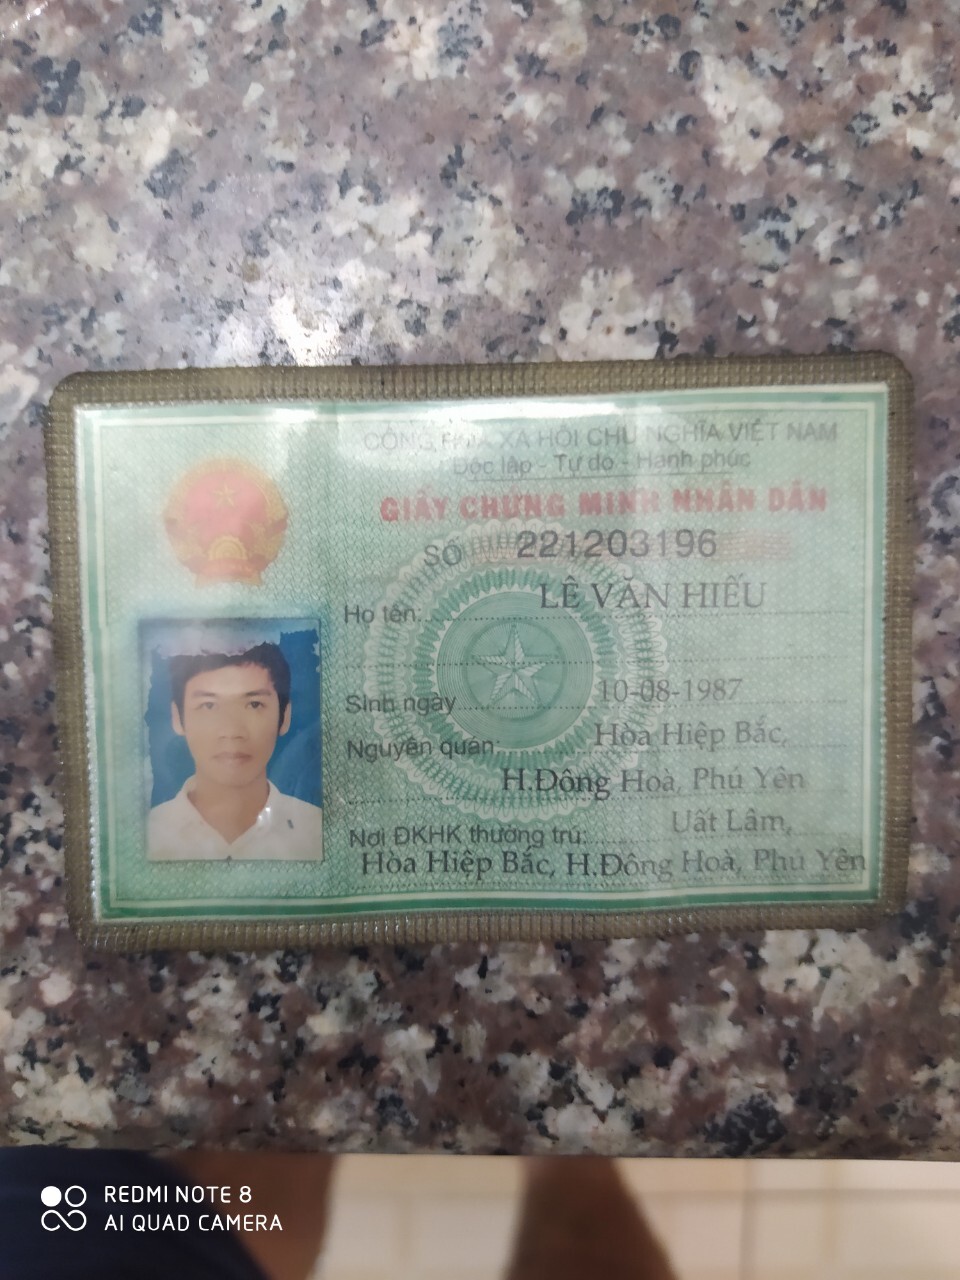 CỘNG HÒA XÃ HỘI CHỦ NGHĨA VIỆT NAM
Độc lập - Tự do - Hạnh phúc
GIẤY CHỨNG MINH NHÂN DÂN
SỐ 221203196
Họ tên: LÊ VĂN HIẾU
Sinh ngày 10-08-1987
Nguyên quán: Hòa Hiệp Bắc,
H.Đông Hoà, Phú Yên
Nơi ĐKHK thường trú: Uất Lâm,
Hòa Hiệp Bắc, H.Đông Hoà, Phú Yên
REDMI NOTE 8
AI QUAD CAMERA